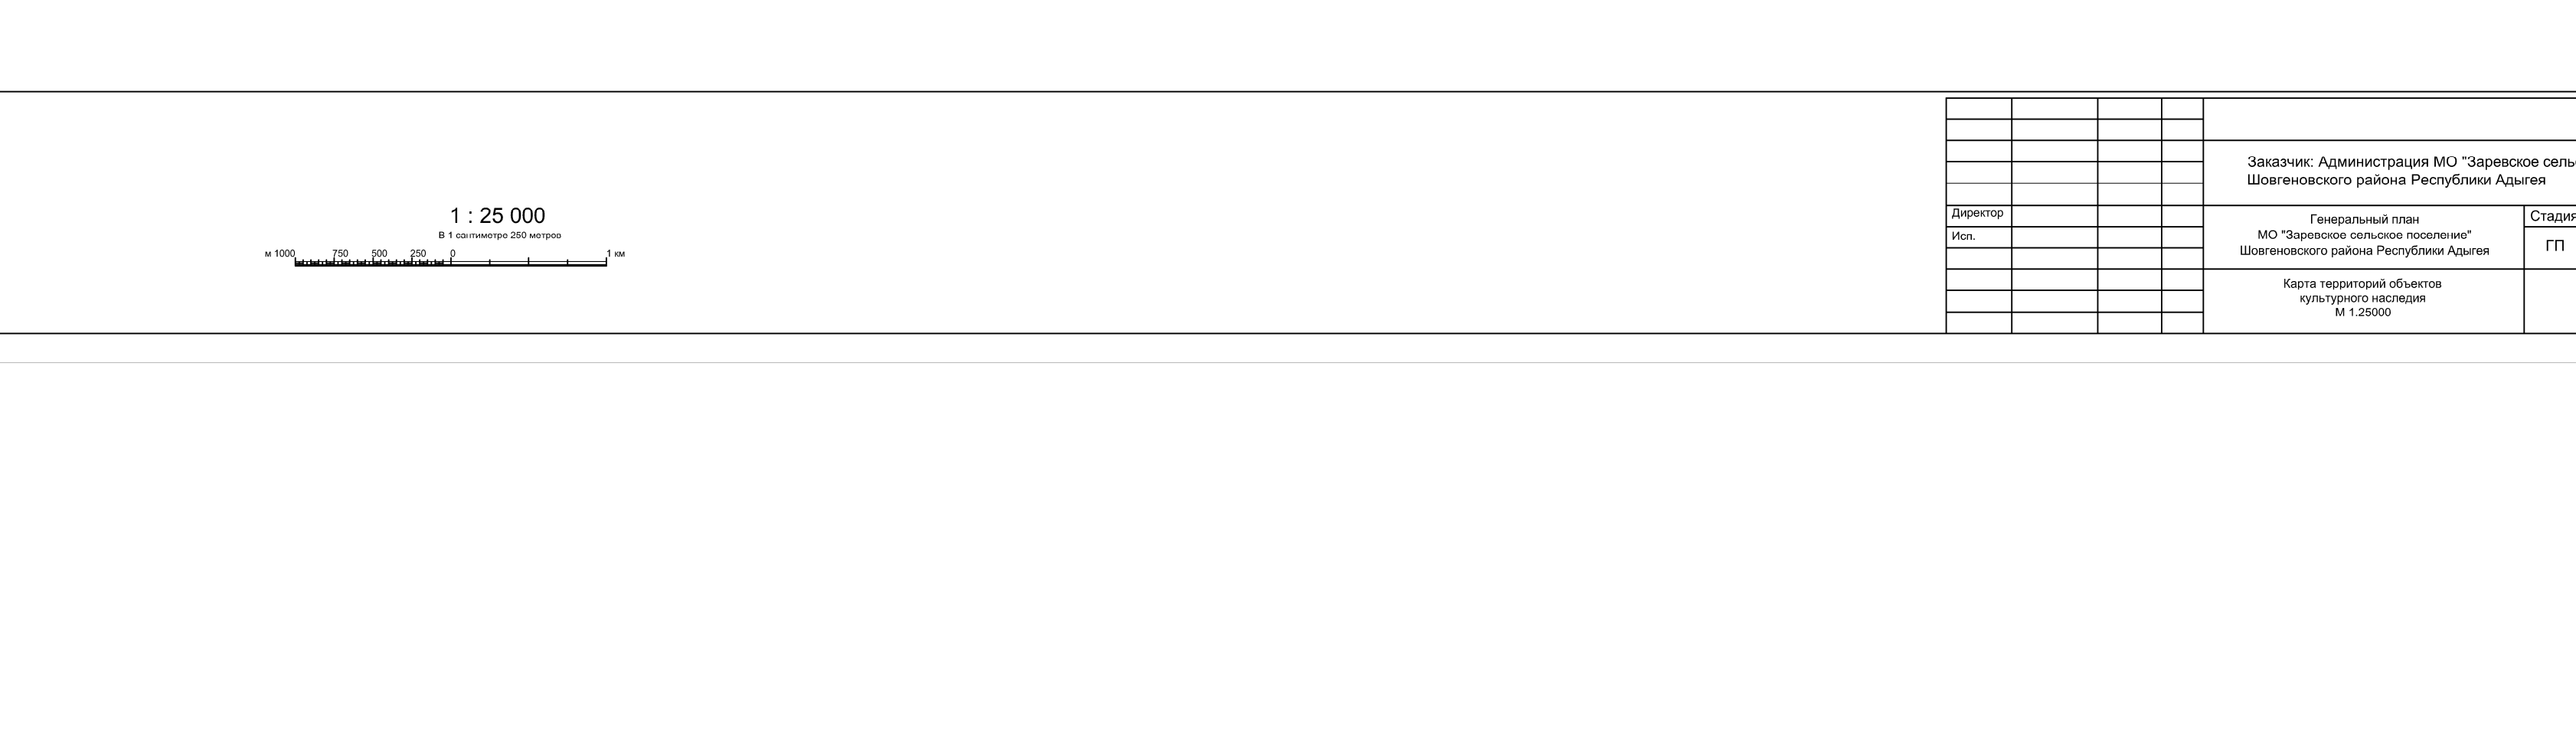 1 : 25 000
В 1 сантиметре 250 метров
м 1000 750 500 250 0 1 км
Заказчик: Администрация МО "Заревское
Шовгеновского района Республики Адыгея
Директор
Исп.
Генеральный план
МО "Заревское сельское поселение"
Шовгеновского района Республики Адыгея
Стадия
ГП
Карта территорий объектов
культурного наследия
М 1.25000